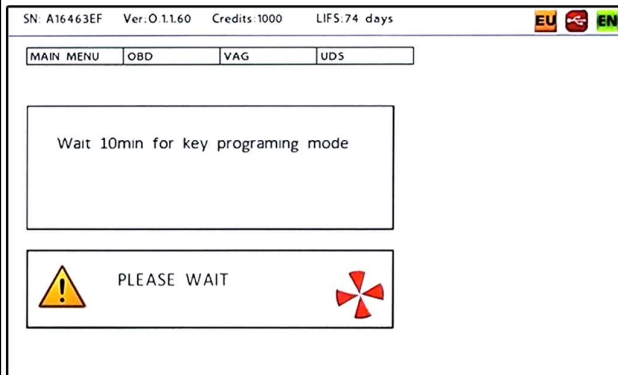 SN: A16463EF Ver:0.1.1.60 Credits:1000 LIFS:74 days EU EN
MAIN MENU OBD VAG UDS
Wait 10min for key programing mode
PLEASE WAIT